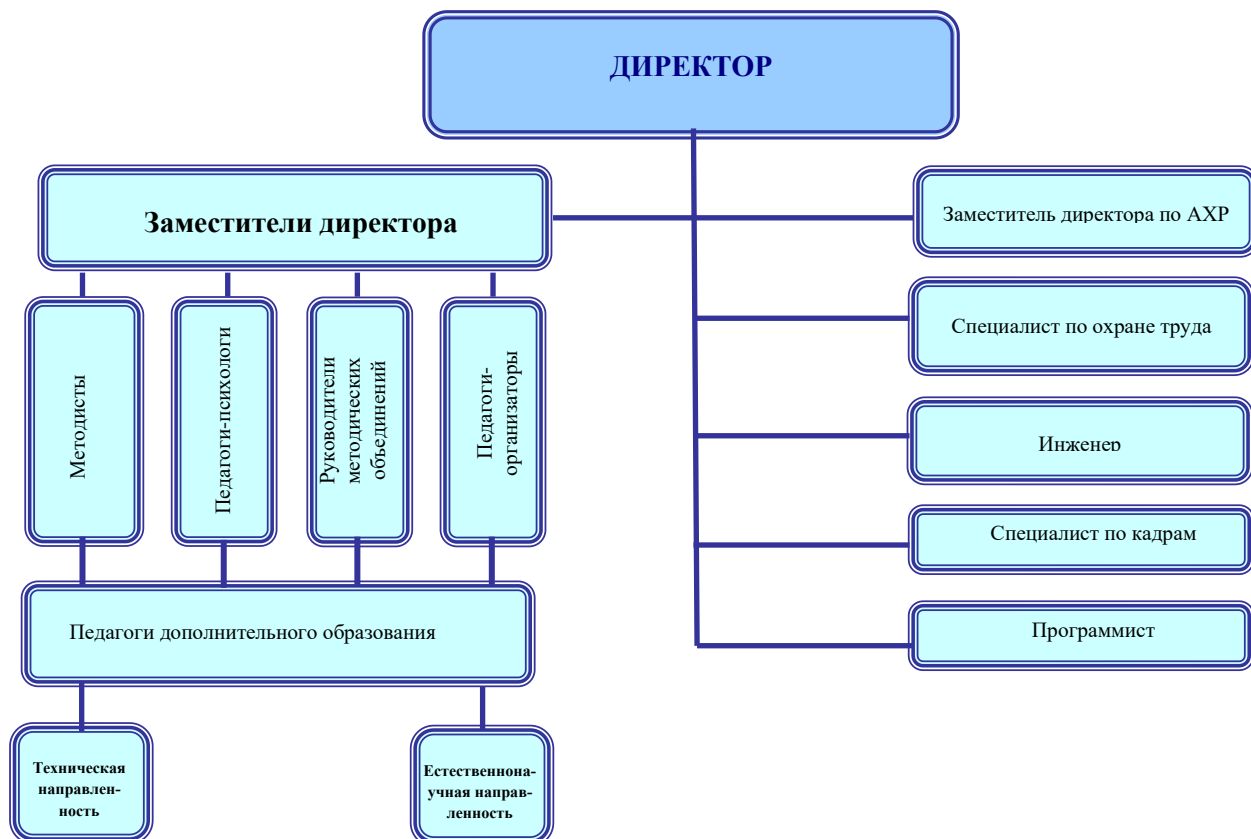 ДИРЕКТОР
Заместители директора
Заместитель директора по АХР
Специалист по охране труда
Инженер
Специалист по кадрам
Программист
Методисты
Педагоги-психологи
Руководители
методических
объединений
Педагоги-
организаторы
Педагоги дополнительного образования
Техническая
направлен-
ность
Естественнона-
учная направ-
ленность